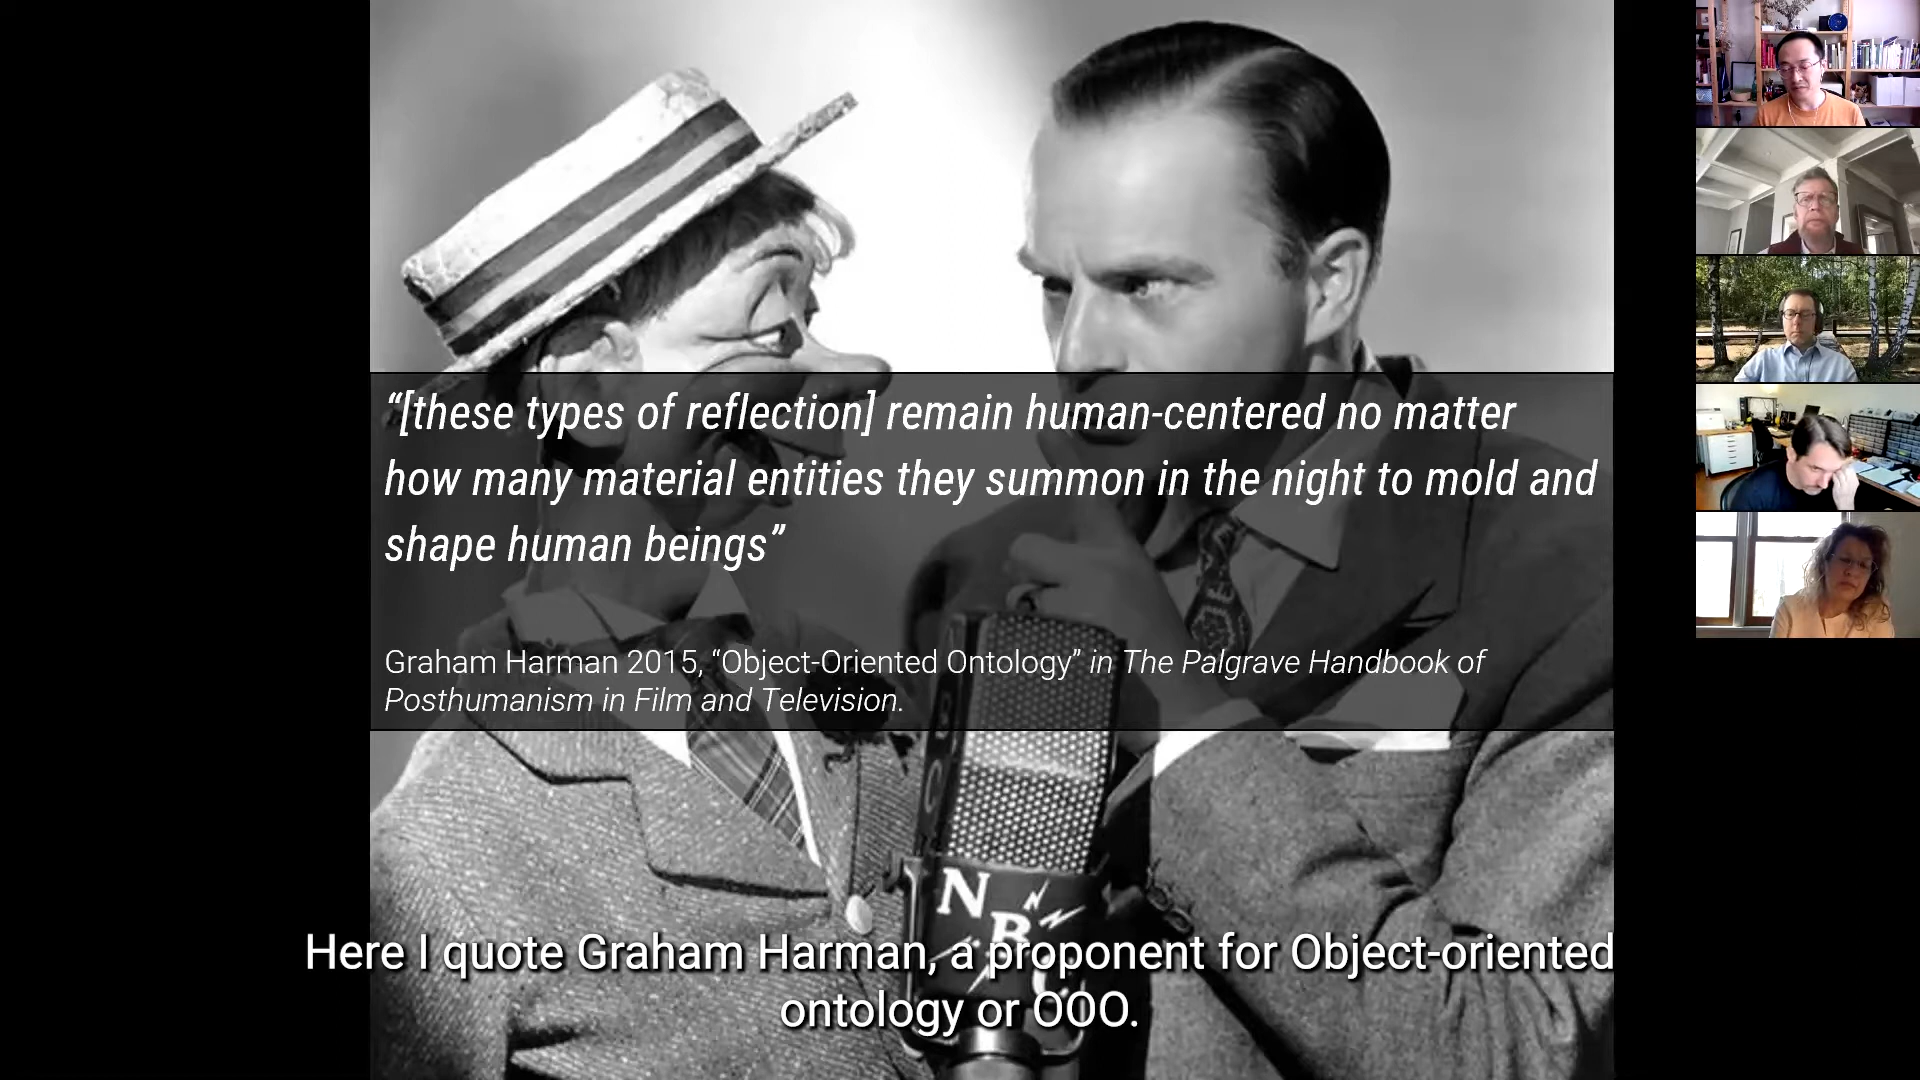 “[these types of reflection] remain human-centered no matter
how many material entities they summon in the night to mold and
shape human beings”
Graham Harman 2015, “Object-Oriented Ontology” in The Palgrave Handbook of
Posthumanism in Film and Television.
NBC
Here I quote Graham Harman, a proponent for Object-oriented
ontology or OOO.